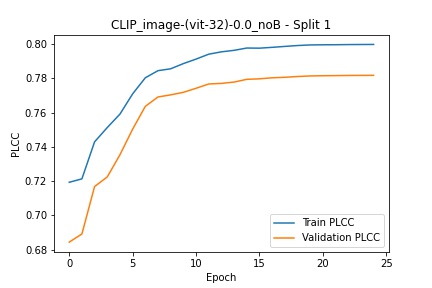 CLIP_image-(vit-32)-0.0_noB - Split 1
PLCC
0.80
0.78
0.76
0.74
0.72
0.70
0.68
0 5 10 15 20 25
Epoch
Train PLCC
Validation PLCC